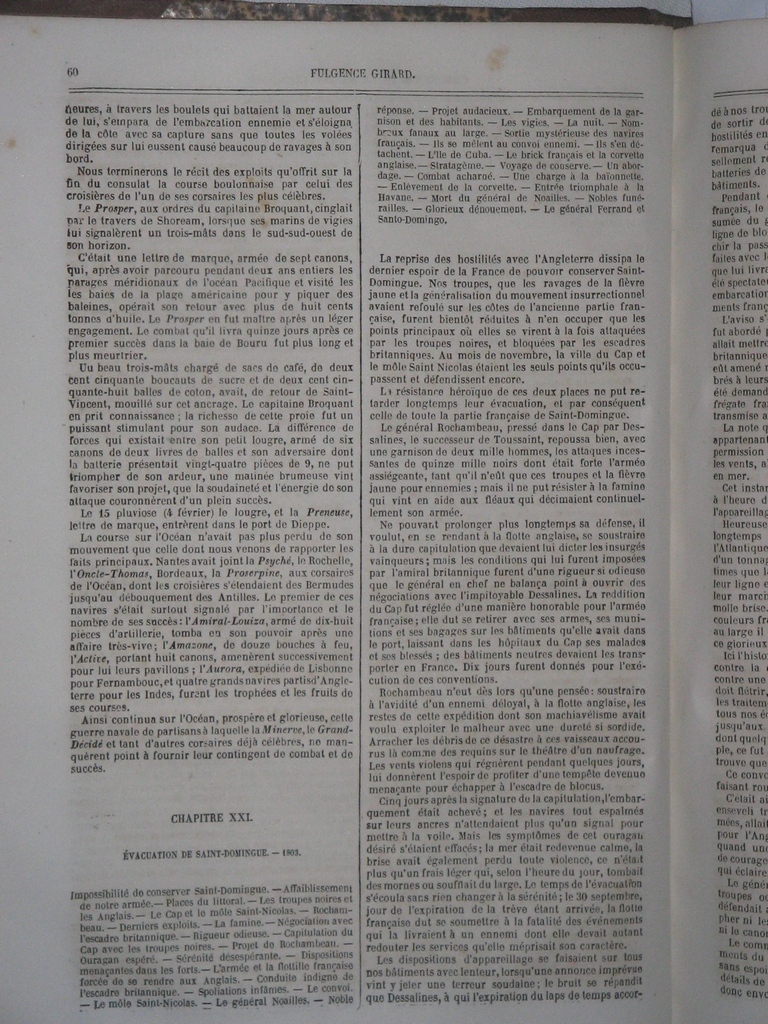 60
FULGENCE GIRARD.
heures, à travers les boulets qui battaient la mer autour
de lui, s'empara de l'embarcation ennemie et s'éloigna
de la côte avec sa capture sans que toutes les volées
dirigées sur lui eussent causé beaucoup de ravages à son
bord.
Nous terminerons le récit des exploits qu'offrit sur la
fin du consulat la course boulonnaise par celui des
croisières de l'un de ses corsaires les plus célèbres.
Le Prosper, aux ordres du capitaine Broquant, cinglait
par le travers de Shoream, lorsque ses marins de vigies
lui signalèrent un trois-mâts dans le sud-sud-ouest de
son horizon.
C'était une lettre de marque, armée de sept canons,
qui, après avoir parcouru pendant deux ans entiers les
parages méridionaux de l'océan Pacifique et visité les
les baies de la plage américaine pour y piquer des
baleines, opérait son retour avec plus de huit cents
tonnes d'huile. Le Prosper en fut maître après un léger
engagement. Le combat qu'il livra quinze jours après ce
premier succès dans la baie de Bouru fut plus long et
plus meurtrier.
Un beau trois-mâts chargé de sacs de café, de deux
cent cinquante boucauts de sucre et de deux cent cin-
quante-huit balles de coton, avait, de retour de Saint-
Vincent, mouillé sur cet ancrage. Le capitaine Broquant
en prit connaissance ; la richesse de cette proie fut un
puissant stimulant pour son audace. La différence de
forces qui existait entre son petit lougre, armé de six
canons de deux livres de balles et son adversaire dont
la batterie présentait vingt-quatre pièces de 9, ne put
triompher de son ardeur, une matinée brumeuse vint
favoriser son projet, que la soudaineté et l'énergie de son
attaque couronnèrent d'un plein succès.
Le 15 pluviose (4 février) le lougre, et la Preneuse,
lettre de marque, entrèrent dans le port de Dieppe.
La course sur l'Océan n'avait pas plus perdu de son
mouvement que celle dont nous venons de rapporter les
faits principaux. Nantes avait joint la Psyché, le Rochelle,
l'Oncle-Thomas, Bordeaux, la Proserpine, aux corsaires
de l'Océan, dont les croisières s'étendaient des Bermudes
jusqu'au débouquement des Antilles. Le premier de ces
navires s'était surtout signalé par l'importance et le
nombre de ses succès : l'Amiral-Louiza, armé de dix-huit
pièces d'artillerie, tomba en son pouvoir après une
affaire très-vive ; l'Amazone, de douze bouches à feu,
l'Active, portant huit canons, amenèrent successivement
pour lui leurs pavillons ; l'Aurora, expédiée de Lisbonne
pour Fernambouc, et quatre grands navires partis d'Angle-
terre pour les Indes, furent les trophées et les fruits de
ses courses.
Ainsi continua sur l'Océan, prospère et glorieuse, cette
guerre navale de partisans à laquelle la Minerve, le Grand-
Décidé et tant d'autres corsaires déjà célèbres, ne man-
quèrent point à fournir leur contingent de combat et de
succès.
CHAPITRE XXI.
ÉVACUATION DE SAINT-DOMINGUE. — 1803.
Impossibilité de conserver Saint-Domingue. — Affaiblissement
de notre armée. — Places du littoral. — Les troupes noires et
les Anglais. — Le Cap et le môle Saint-Nicolas. — Rocham-
beau. — Derniers exploits. — La famine. — Négociation avec
l'escadre britannique. — Rigueur odieuse. — Capitulation du
Cap avec les troupes noires. — Projet de Rochambeau. —
Ouragan espéré. — Sérénité désespérante. — Dispositions
menaçantes dans les forts. — L'armée et la flottille française
forcée de se rendre aux Anglais. — Conduite indigne de
l'escadre britannique. — Spoliations infâmes. — Le convoi.
— Le môle Saint-Nicolas. — Le général Noailles. — Noble
réponse. — Projet audacieux. — Embarquement de la gar-
nison et des habitants. — Les vigies. — La nuit. — Nom-
breux fanaux au large. — Sortie mystérieuse des navires
français. — Ils se mêlent au convoi ennemi. — Ils s'en dé-
tachent. — L'île de Cuba. — Le brick français et la corvette
anglaise. — Stratagème. — Voyage de conserve. — Un abor-
dage. — Combat acharné. — Une charge à la baïonnette.
— Enlèvement de la corvette. — Entrée triomphale à la
Havane. — Mort du général de Noailles. — Nobles funé-
railles. — Glorieux dénouement. — Le général Ferrand et
Santo-Domingo.
La reprise des hostilités avec l'Angleterre dissipa le
dernier espoir de la France de pouvoir conserver Saint-
Domingue. Nos troupes, que les ravages de la fièvre
jaune et la généralisation du mouvement insurrectionnel
avaient refoulé sur les côtes de l'ancienne partie fran-
çaise, furent bientôt réduites à n'en occuper que les
points principaux où elles se virent à la fois attaquées
par les troupes noires, et bloquées par les escadres
britanniques. Au mois de novembre, la ville du Cap et
le môle Saint Nicolas étaient les seuls points qu'ils occu-
passent et défendissent encore.
La résistance héroïque de ces deux places ne put re-
tarder longtemps leur évacuation, et par conséquent
celle de toute la partie française de Saint-Domingue.
Le général Rochambeau, pressé dans le Cap par Des-
salines, le successeur de Toussaint, repoussa bien, avec
une garnison de deux mille hommes, les attaques inces-
santes de quinze mille noirs dont était forte l'armée
assiégeante, tant qu'il n'eût que ces troupes et la fièvre
jaune pour ennemies ; mais il ne put résister à la famine
qui vint en aide aux fléaux qui décimaient continuel-
lement son armée.
Ne pouvant prolonger plus longtemps sa défense, il
voulut, en se rendant à la flotte anglaise, se soustraire
à la dure capitulation que devaient lui dicter les insurgés
vainqueurs ; mais les conditions qui lui furent imposées
par l'amiral britannique furent d'une rigueur si odieuse
que le général en chef ne balança point à ouvrir des
négociations avec l'impitoyable Dessalines. La reddition
du Cap fut réglée d'une manière honorable pour l'armée
française ; elle dut se retirer avec ses armes, ses muni-
tions et ses bagages sur les bâtiments qu'elle avait dans
le port, laissant dans les hôpitaux du Cap ses malades
et ses blessés ; des bâtiments neutres devaient les trans-
porter en France. Dix jours furent donnés pour l'exé-
cution de ces conventions.
Rochambeau n'eut dès lors qu'une pensée : soustraire
à l'avidité d'un ennemi déloyal, à la flotte anglaise, les
restes de cette expédition dont son machiavélisme avait
voulu exploiter le malheur avec une dureté si sordide.
Arracher les débris de ce désastre à ces vaisseaux accou-
rus là comme des requins sur le théâtre d'un naufrage.
Les vents violens qui régnèrent pendant quelques jours,
lui donnèrent l'espoir de profiter d'une tempête devenue
menaçante pour échapper à l'escadre de blocus.
Cinq jours après la signature de la capitulation, l'embar-
quement était achevé ; et les navires tout espalmés
sur leurs ancres n'attendaient plus qu'un signal pour
mettre à la voile. Mais les symptômes de cet ouragan
désiré s'étaient effacés ; la mer était redevenue calme, la
brise avait également perdu toute violence, ce n'était
plus qu'un frais léger qui, selon l'heure du jour, tombait
des mornes ou soufflait du large. Le temps de l'évacuation
s'écoula sans rien changer à la sérénité ; le 30 septembre,
jour de l'expiration de la trêve étant arrivée, la flotte
française dut se soumettre à la fatalité des événements
qui la livraient à un ennemi dont elle devait autant
redouter les services qu'elle méprisait son caractère.
Les dispositions d'appareillage se faisaient sur tous
nos bâtiments avec lenteur, lorsqu'une annonce imprévue
vint y jeter une terreur soudaine ; le bruit se répandit
que Dessalines, à qui l'expiration du laps de temps accor-